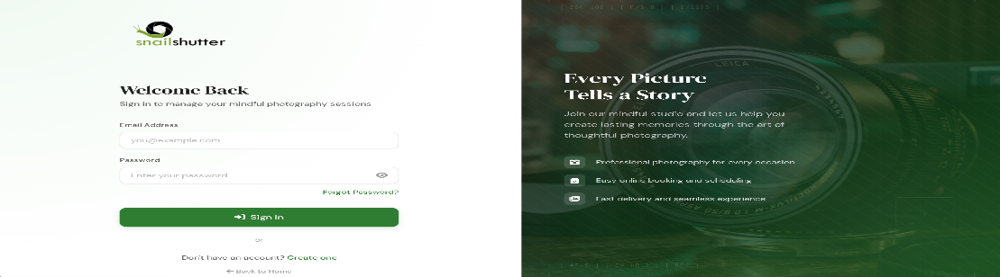 snailshutter
Welcome Back
Sign in to manage your mindful photography sessions
Email Address
you@example.com
Password
Enter your password
Forgot Password?
Sign In
or
Don't have an account? Create one
Back to Home
Every Picture
Tells a Story
Join our mindful studio and let us help you
create lasting memories through the art of
thoughtful photography.
Professional photography for every occasion
Easy online booking and scheduling
Fast delivery and seamless experience
LEICA